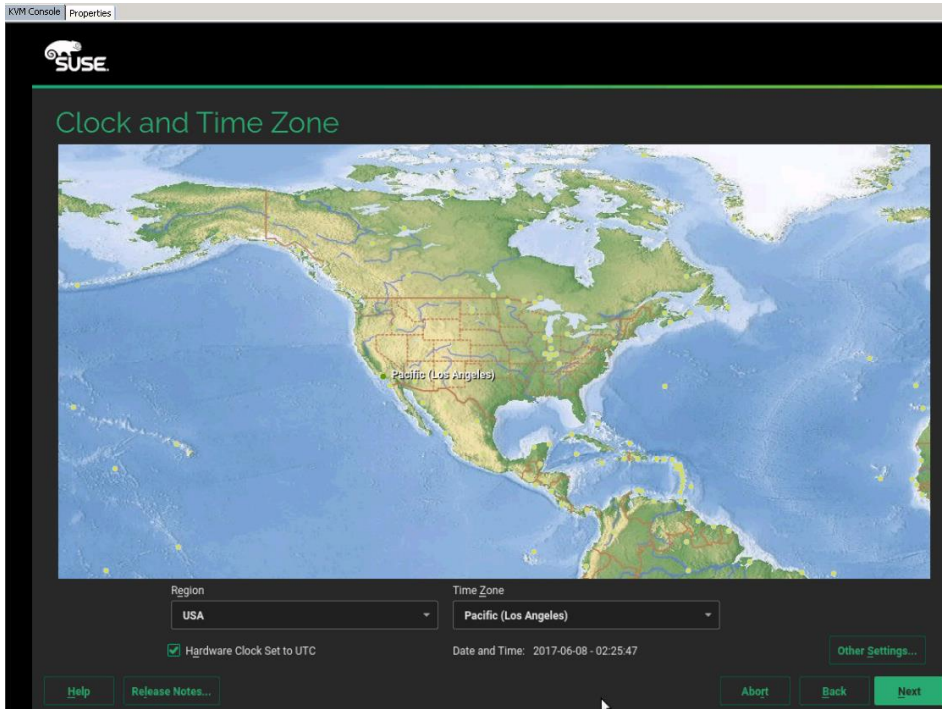 KVM Console Properties
SUSE.
Clock and Time Zone
Pacific (Los Angeles)
Region Time Zone
USA Pacific (Los Angeles)
Hardware Clock Set to UTC Date and Time: 2017-06-08 - 02:25:47 Other Settings...
Help Release Notes... Abort Back Next